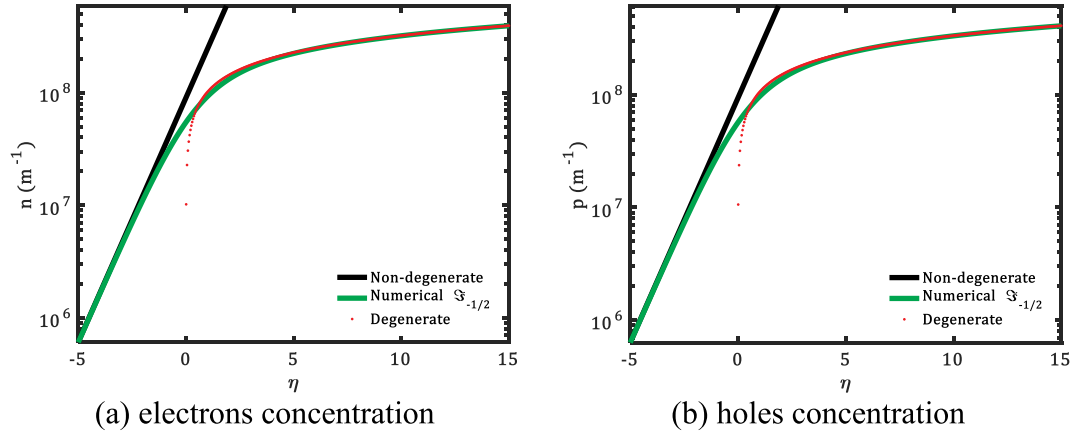 n (m⁻¹)
10⁸
10⁷
10⁶
Non-degenerate
Numerical ℑ₋₁/₂
Degenerate
-5 0 5 10 15
η
(a) electrons concentration
p (m⁻¹)
10⁸
10⁷
10⁶
Non-degenerate
Numerical ℑ₋₁/₂
Degenerate
-5 0 5 10 15
η
(b) holes concentration